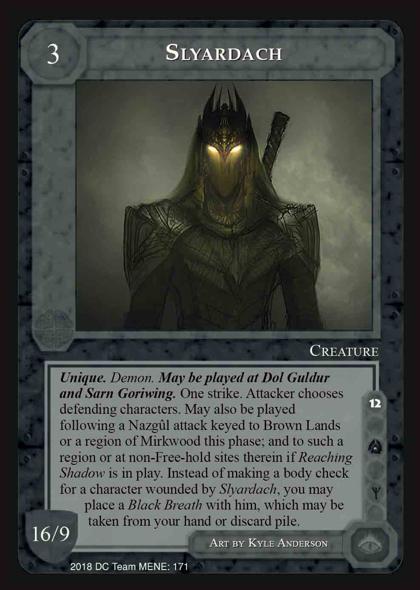 3
SLYARDACH
CREATURE
Unique. Demon. May be played at Dol Guldur
and Sarn Goriwing. One strike. Attacker chooses
defending characters. May also be played
following a Nazgûl attack keyed to Brown Lands
or a region of Mirkwood this phase; and to such a
region or at non-Free-hold sites therein if Reaching
Shadow is in play. Instead of making a body check
for a character wounded by Slyardach, you may
place a Black Breath with him, which may be
taken from your hand or discard pile.
12
16/9
ART BY KYLE ANDERSON
2018 DC Team MENE: 171